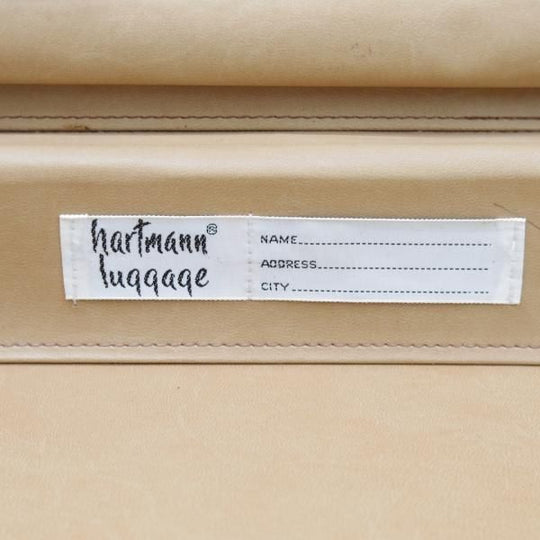 hartmann®
luggage
NAME
ADDRESS
CITY